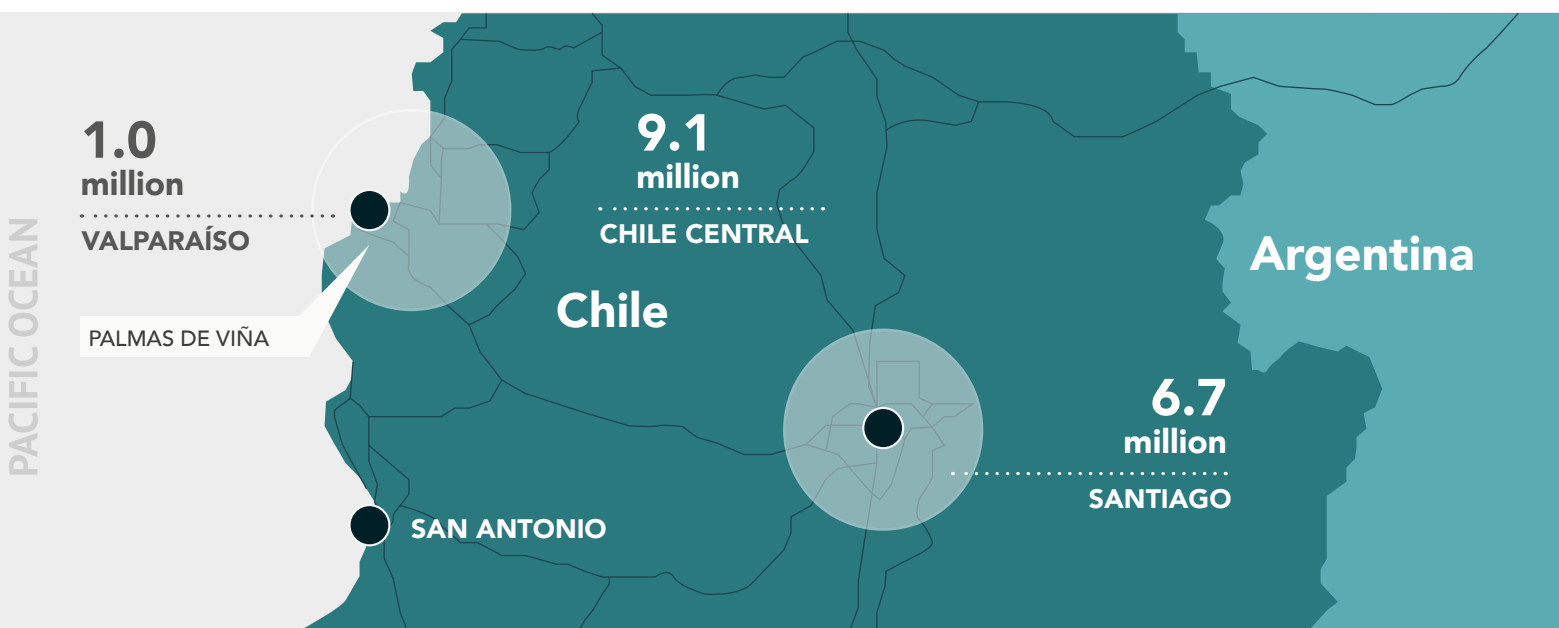 1.0
million
VALPARAÍSO
PALMAS DE VIÑA
PACIFIC OCEAN
9.1
million
CHILE CENTRAL
Chile
Argentina
6.7
million
SANTIAGO
SAN ANTONIO